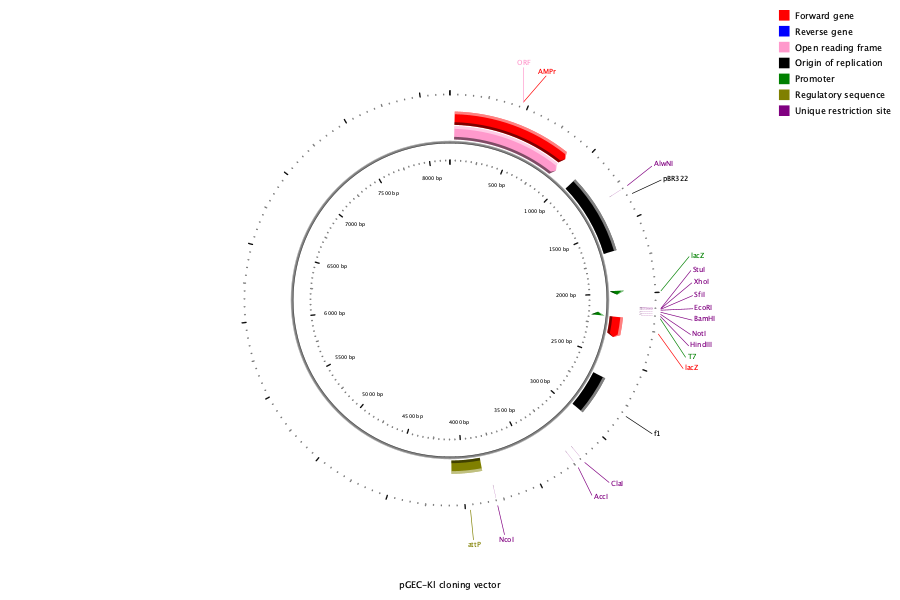 Forward gene
Reverse gene
Open reading frame
Origin of replication
Promoter
Regulatory sequence
Unique restriction site
ORF
AMPr
AlwNI
pBR322
lacZ
StuI
XhoI
SfiI
EcoRI
BamHI
NotI
HindIII
T7
lacZ
f1
ClaI
AccI
NcoI
attP
500 bp
1000 bp
1500 bp
2000 bp
2500 bp
3000 bp
3500 bp
4000 bp
4500 bp
5000 bp
5500 bp
6000 bp
6500 bp
7000 bp
7500 bp
8000 bp
pGEC-KI cloning vector